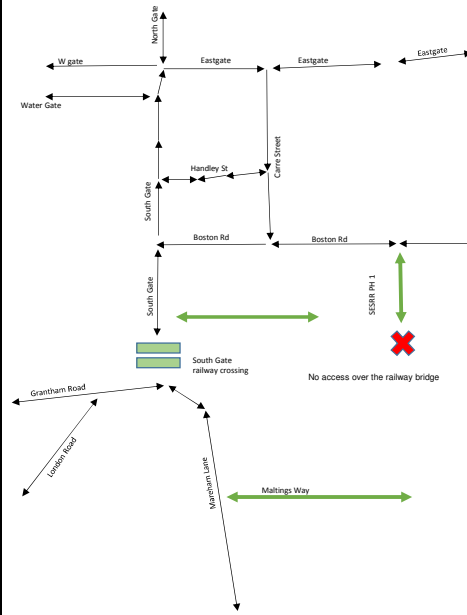 North Gate
W gate
Eastgate
Eastgate
Eastgate
Water Gate
Carre Street
Handley St
South Gate
Boston Rd
Boston Rd
South Gate
SESRR PH 1
South Gate
railway crossing
No access over the railway bridge
Grantham Road
London Road
Mareham Lane
Maltings Way